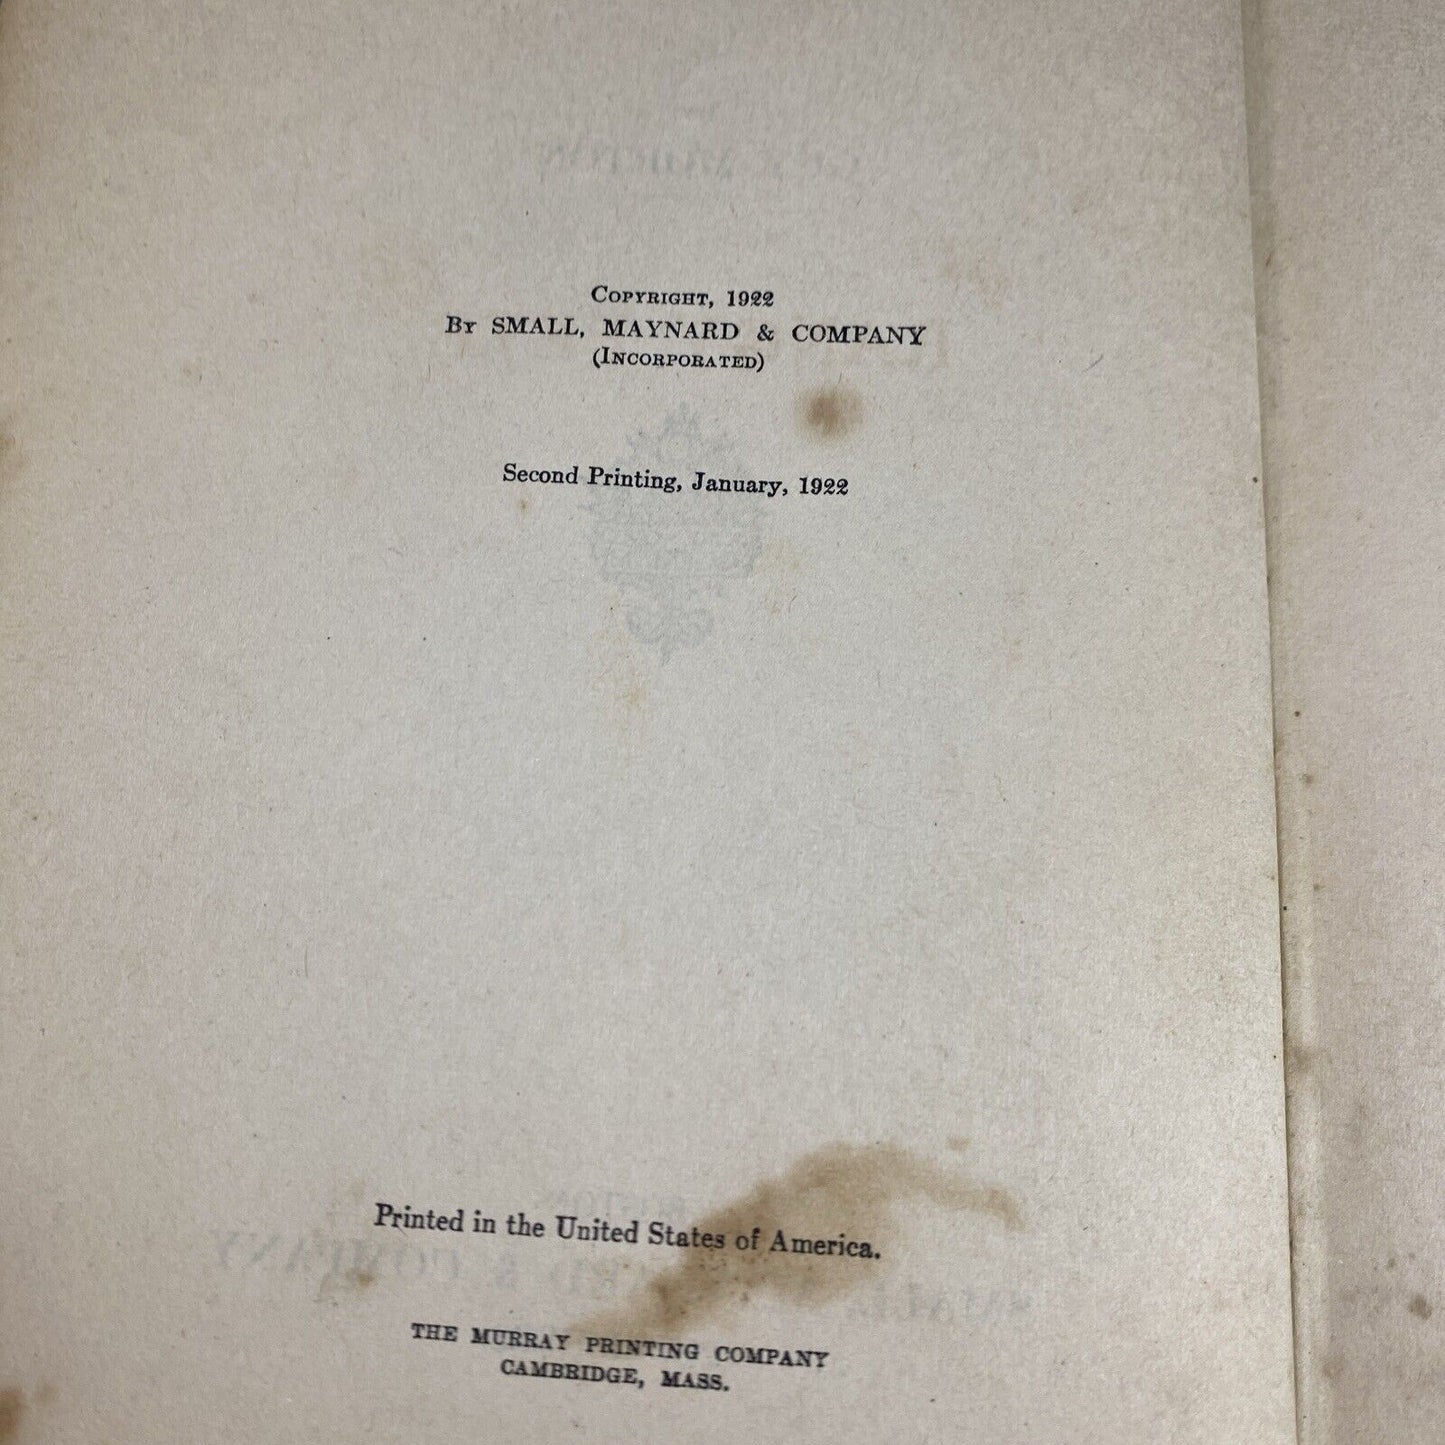 COPYRIGHT, 1922
BY SMALL, MAYNARD & COMPANY
(INCORPORATED)
Second Printing, January, 1922
Printed in the United States of America.
THE MURRAY PRINTING COMPANY
CAMBRIDGE, MASS.